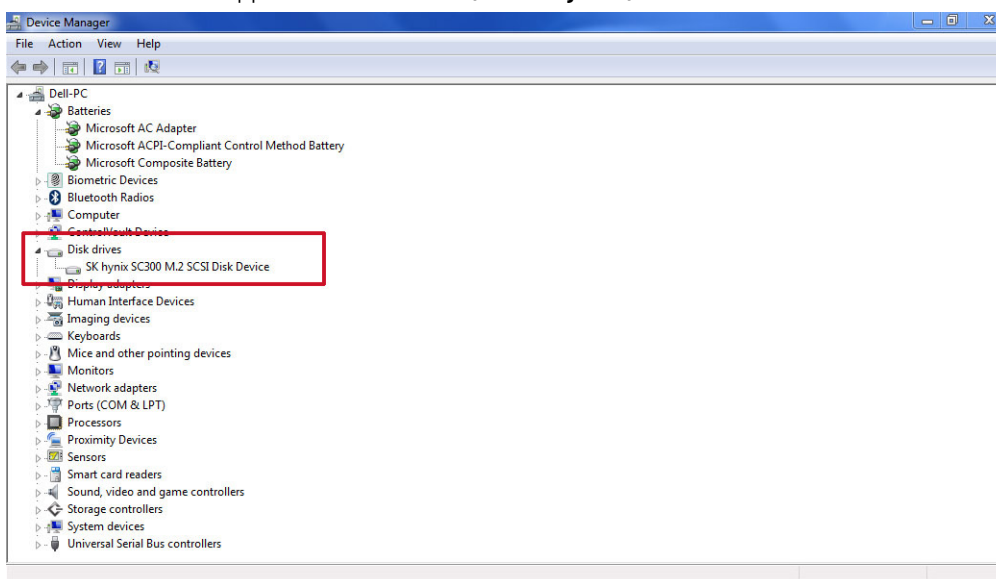 Device Manager
File Action View Help
Dell-PC
Batteries
Microsoft AC Adapter
Microsoft ACPI-Compliant Control Method Battery
Microsoft Composite Battery
Biometric Devices
Bluetooth Radios
Computer
ControlVault Device
Disk drives
SK hynix SC300 M.2 SCSI Disk Device
Display adapters
Human Interface Devices
Imaging devices
Keyboards
Mice and other pointing devices
Monitors
Network adapters
Ports (COM & LPT)
Processors
Proximity Devices
Sensors
Smart card readers
Sound, video and game controllers
Storage controllers
System devices
Universal Serial Bus controllers